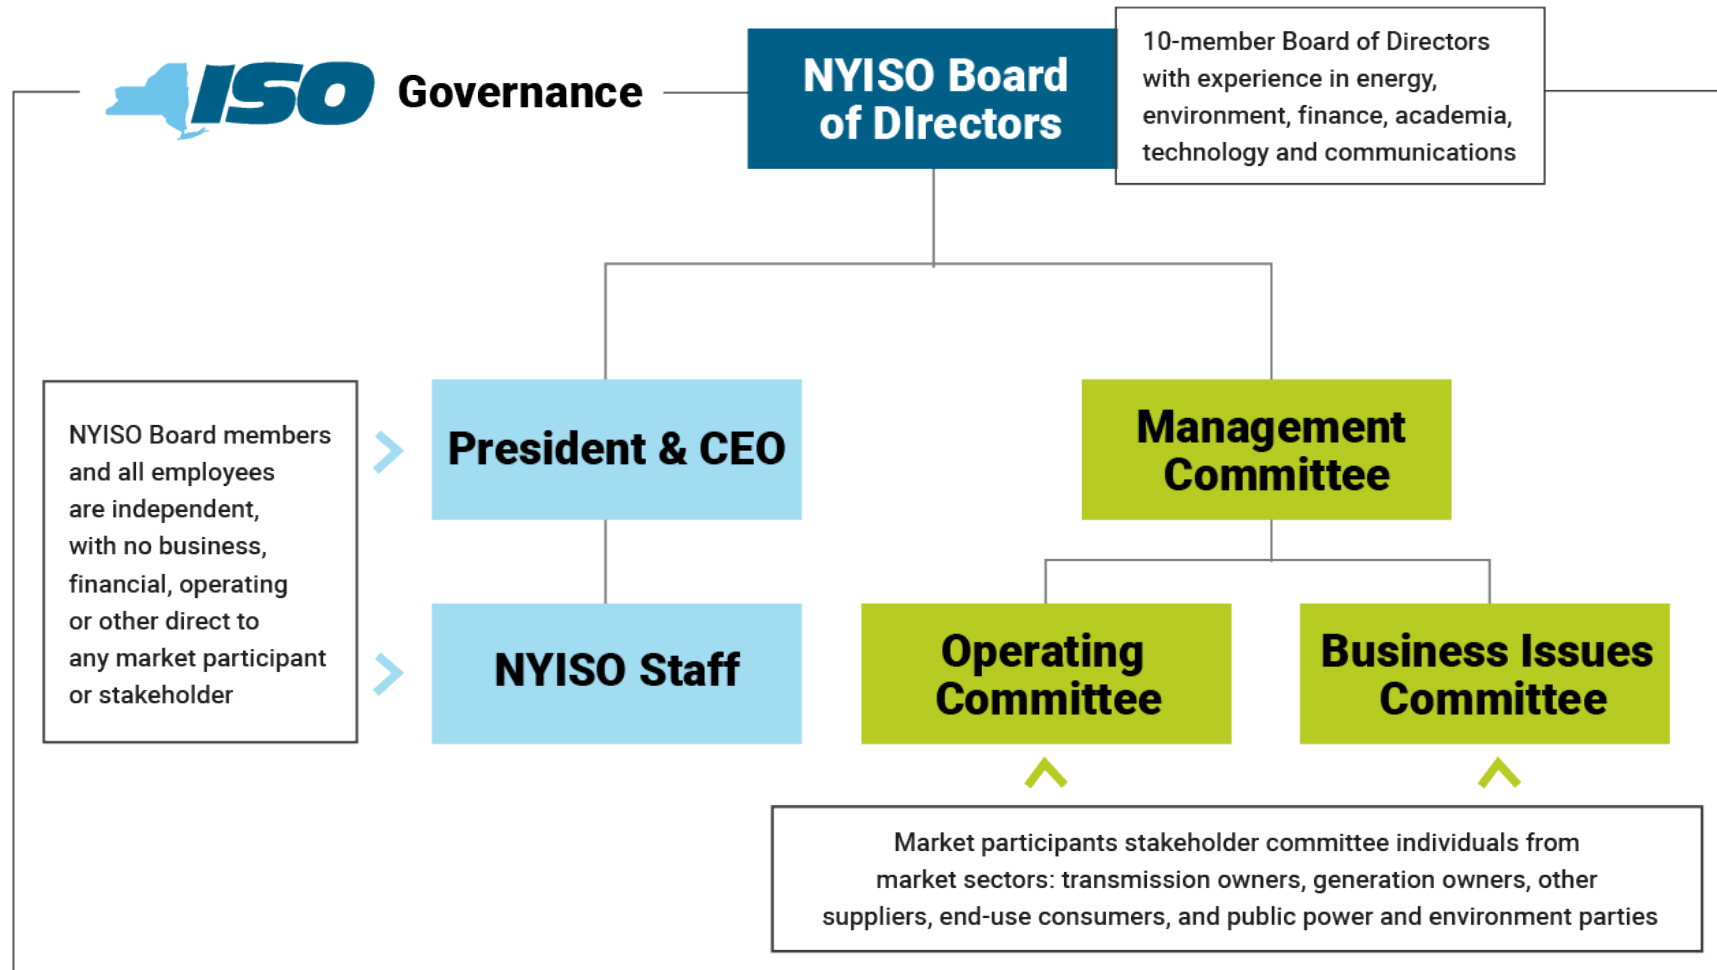 ISO Governance
NYISO Board
of DIrectors
10-member Board of Directors
with experience in energy,
environment, finance, academia,
technology and communications
NYISO Board members
and all employees
are independent,
with no business,
financial, operating
or other direct to
any market participant
or stakeholder
President & CEO
Management
Committee
NYISO Staff
Operating
Committee
Business Issues
Committee
Market participants stakeholder committee individuals from
market sectors: transmission owners, generation owners, other
suppliers, end-use consumers, and public power and environment parties